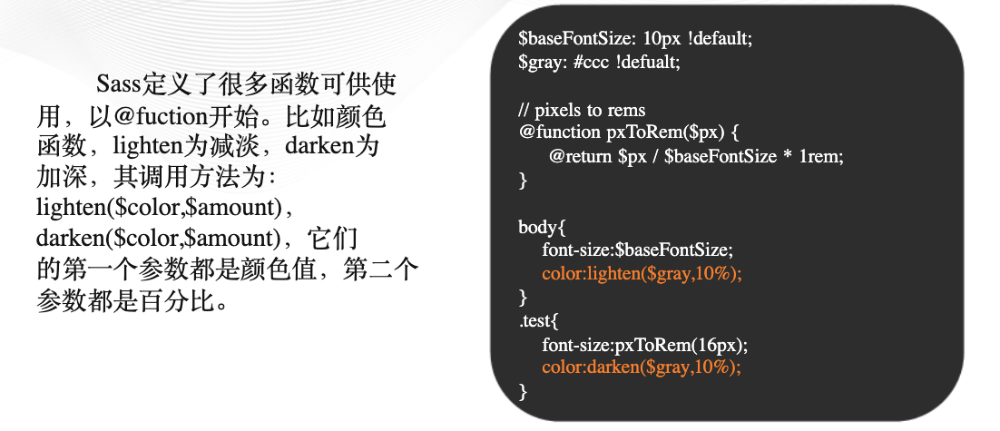 Sass定义了很多函数可供使
用，以@fuction开始。比如颜色
函数，lighten为减淡，darken为
加深，其调用方法为：
lighten($color,$amount)，
darken($color,$amount)，它们
的第一个参数都是颜色值，第二个
参数都是百分比。
$baseFontSize: 10px !default;
$gray: #ccc !defualt;
// pixels to rems
@function pxToRem($px) {
@return $px / $baseFontSize * 1rem;
}
body{
font-size:$baseFontSize;
color:lighten($gray,10%);
}
.test{
font-size:pxToRem(16px);
color:darken($gray,10%);
}